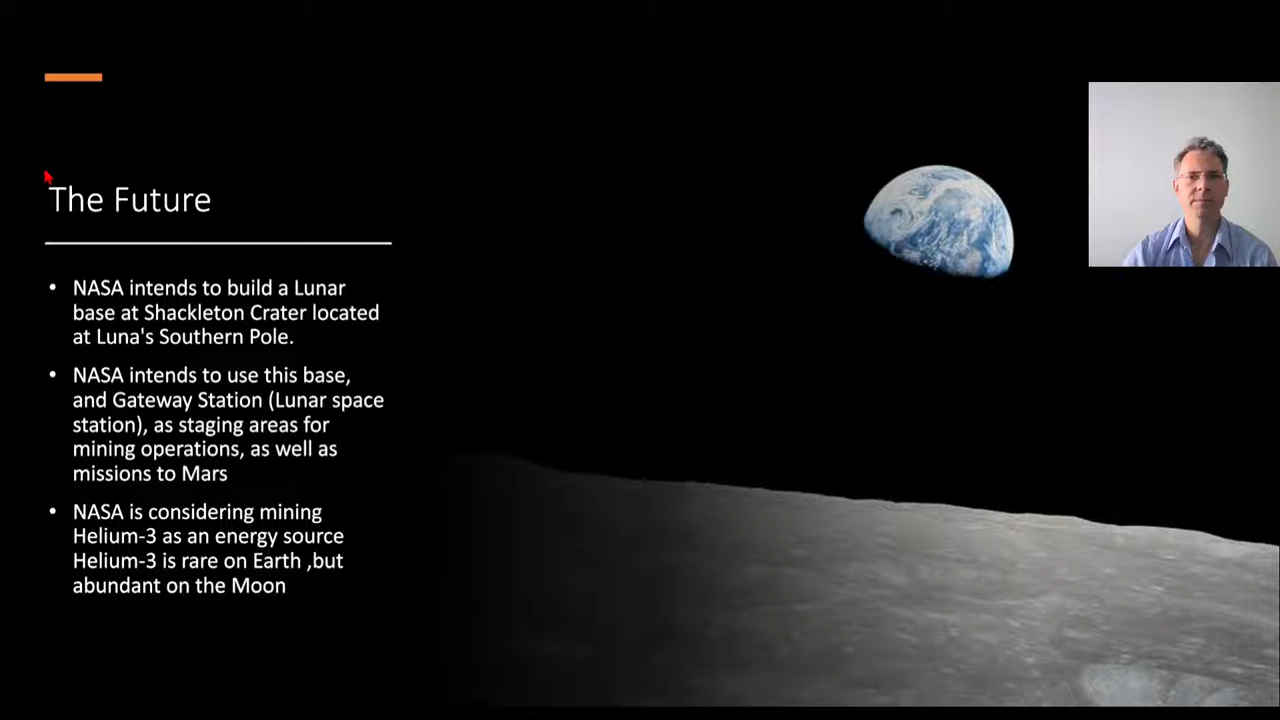 The Future
• NASA intends to build a Lunar
base at Shackleton Crater located
at Luna's Southern Pole.
• NASA intends to use this base,
and Gateway Station (Lunar space
station), as staging areas for
mining operations, as well as
missions to Mars
• NASA is considering mining
Helium-3 as an energy source
Helium-3 is rare on Earth ,but
abundant on the Moon